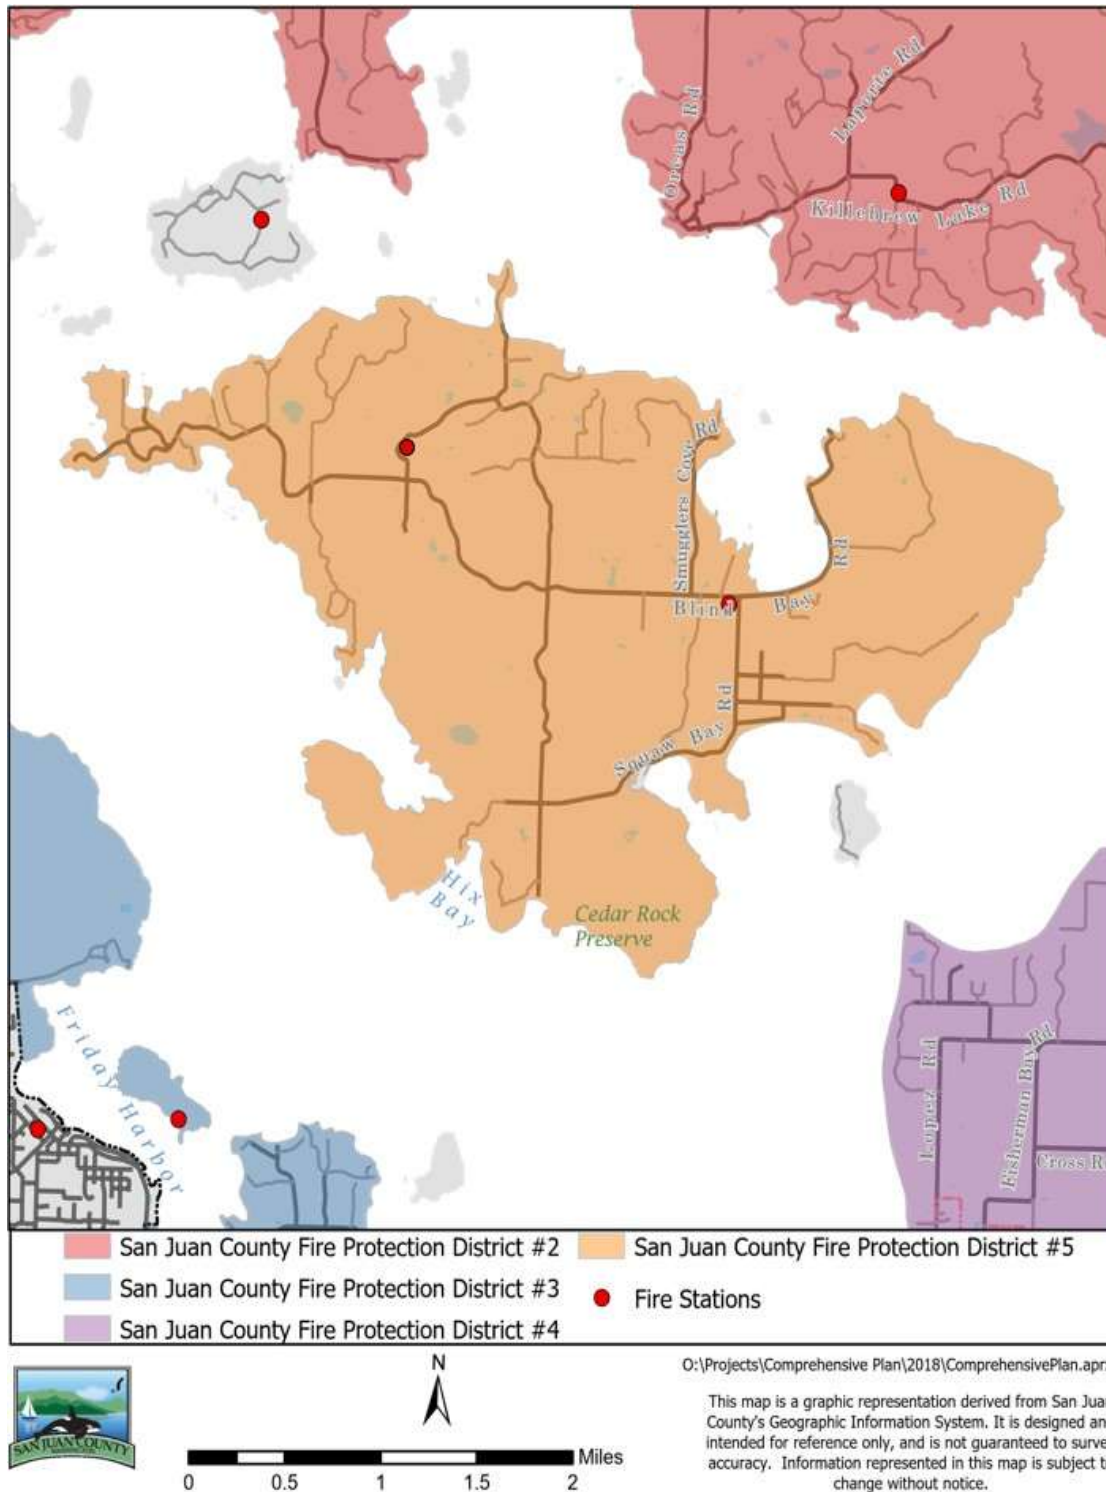 Orcas Rd
Laporte Rd
Killebrew Lake Rd
Smugglers Cove Rd
Blind Bay Rd
Squaw Bay Rd
Hix
Bay
Cedar Rock
Preserve
Friday Harbor
Lopez Rd
Fisherman Bay Rd
Cross R
San Juan County Fire Protection District #2
San Juan County Fire Protection District #3
San Juan County Fire Protection District #4
San Juan County Fire Protection District #5
Fire Stations
SAN JUAN COUNTY
N
Miles
0 0.5 1 1.5 2
O:\Projects\Comprehensive Plan\2018\ComprehensivePlan.apr
This map is a graphic representation derived from San Juan
County's Geographic Information System. It is designed an
intended for reference only, and is not guaranteed to surve
accuracy. Information represented in this map is subject t
change without notice.